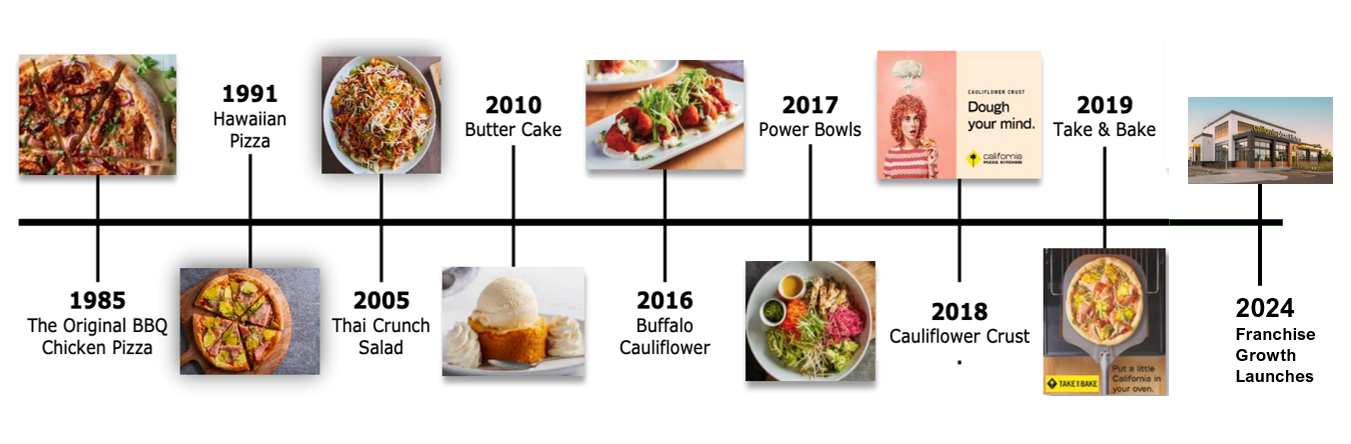 1985
The Original BBQ
Chicken Pizza
1991
Hawaiian
Pizza
2005
Thai Crunch
Salad
2010
Butter Cake
2016
Buffalo
Cauliflower
2017
Power Bowls
CAULIFLOWER CRUST
Dough
your mind.
california
PIZZA KITCHEN
2018
Cauliflower Crust
.
2019
Take & Bake
TAKE AND BAKE
Put a little
California in
your oven.
2024
Franchise
Growth
Launches